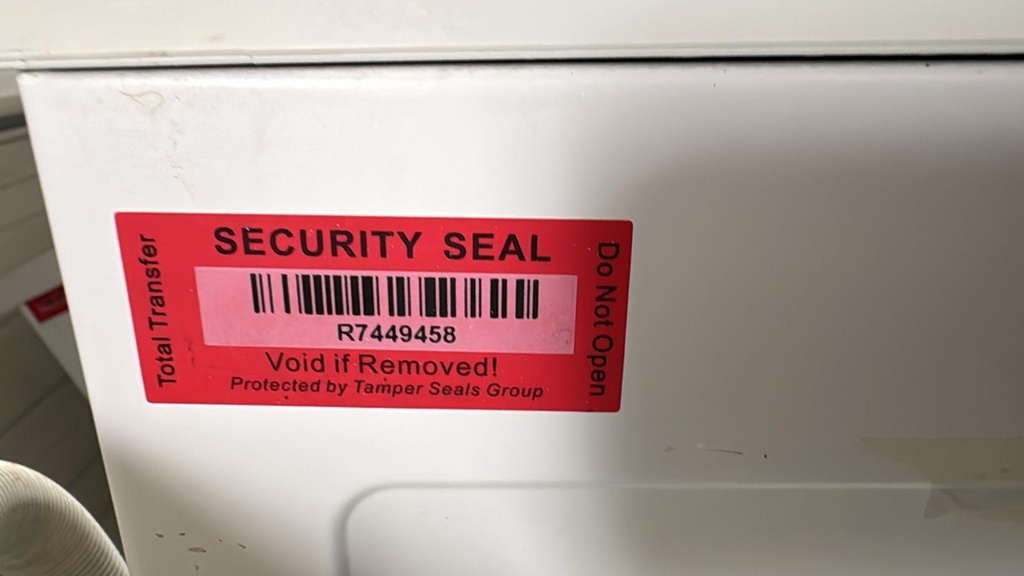 Total Transfer
SECURITY SEAL
R7449458
Void if Removed!
Protected by Tamper Seals Group
Do Not Open